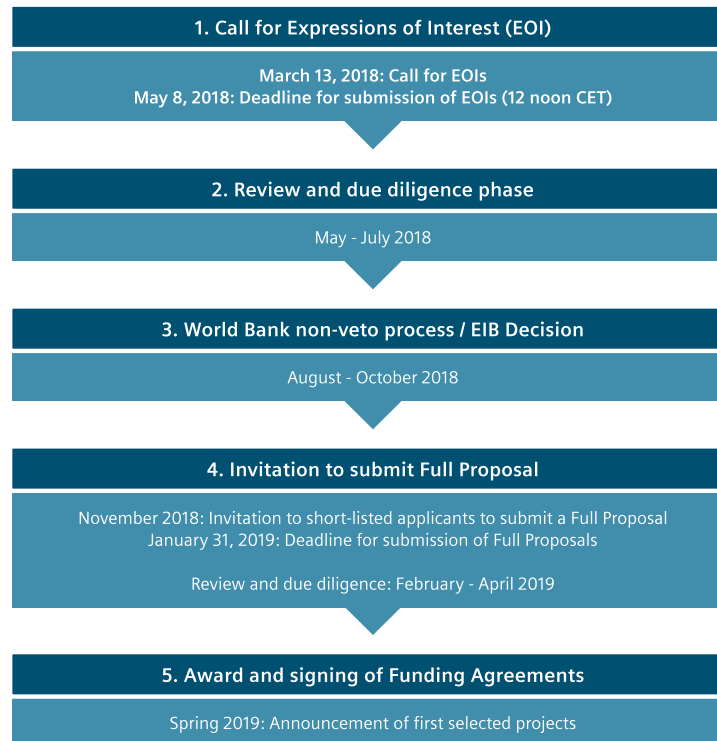 1. Call for Expressions of Interest (EOI)
March 13, 2018: Call for EOIs
May 8, 2018: Deadline for submission of EOIs (12 noon CET)
2. Review and due diligence phase
May - July 2018
3. World Bank non-veto process / EIB Decision
August - October 2018
4. Invitation to submit Full Proposal
November 2018: Invitation to short-listed applicants to submit a Full Proposal
January 31, 2019: Deadline for submission of Full Proposals
Review and due diligence: February - April 2019
5. Award and signing of Funding Agreements
Spring 2019: Announcement of first selected projects